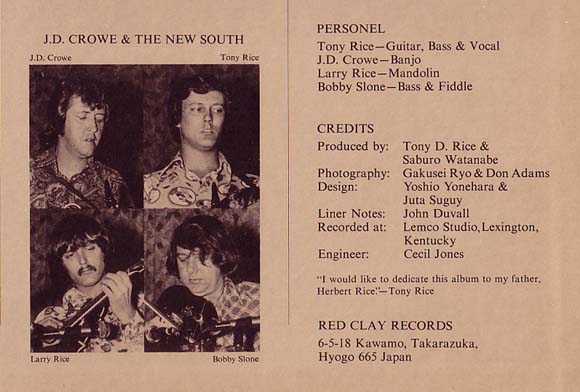 J.D. CROWE & THE NEW SOUTH
J.D. Crowe
Tony Rice
Larry Rice
Bobby Slone
PERSONEL
Tony Rice—Guitar, Bass & Vocal
J.D. Crowe—Banjo
Larry Rice—Mandolin
Bobby Slone—Bass & Fiddle
CREDITS
Produced by: Tony D. Rice &
Saburo Watanabe
Photography: Gakusei Ryo & Don Adams
Design: Yoshio Yonehara &
Juta Suguy
Liner Notes: John Duvall
Recorded at: Lemco Studio, Lexington,
Kentucky
Engineer: Cecil Jones
“I would like to dedicate this album to my father,
Herbert Rice.”—Tony Rice
RED CLAY RECORDS
6-5-18 Kawamo, Takarazuka,
Hyogo 665 Japan